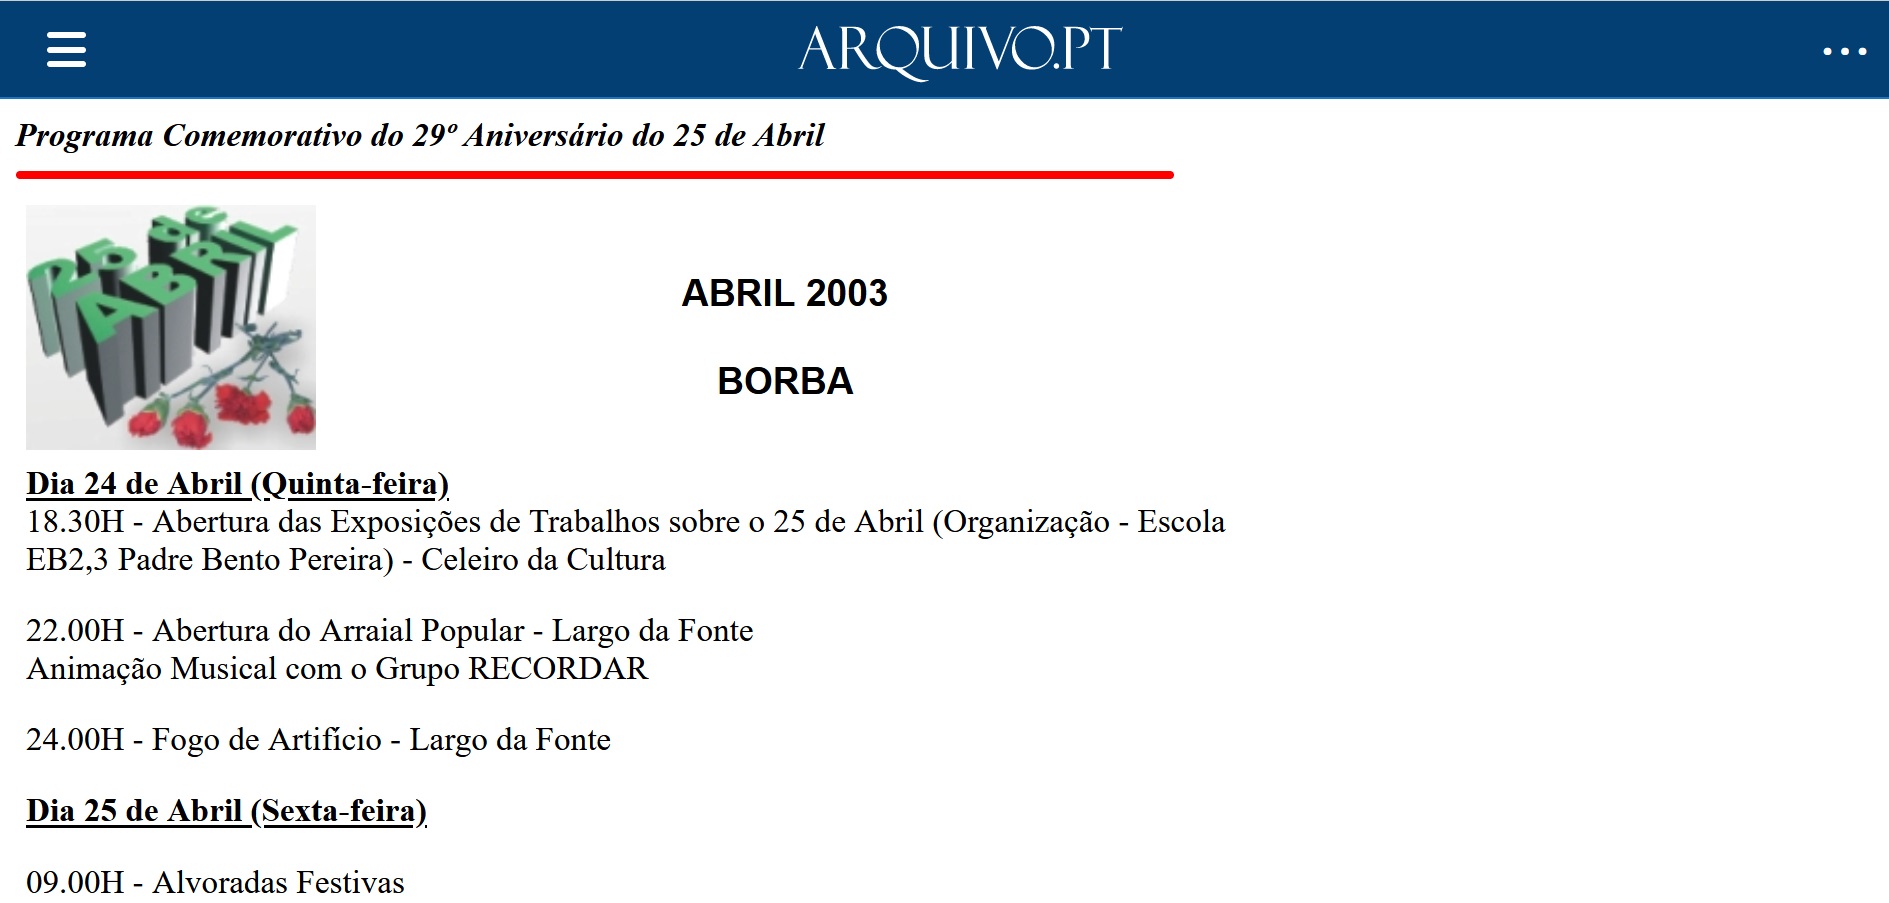 ARQUIVO.PT
Programa Comemorativo do 29º Aniversário do 25 de Abril
25 de
ABRIL
ABRIL 2003
BORBA
Dia 24 de Abril (Quinta-feira)
18.30H - Abertura das Exposições de Trabalhos sobre o 25 de Abril (Organização - Escola
EB2,3 Padre Bento Pereira) - Celeiro da Cultura
22.00H - Abertura do Arraial Popular - Largo da Fonte
Animação Musical com o Grupo RECORDAR
24.00H - Fogo de Artifício - Largo da Fonte
Dia 25 de Abril (Sexta-feira)
09.00H - Alvoradas Festivas